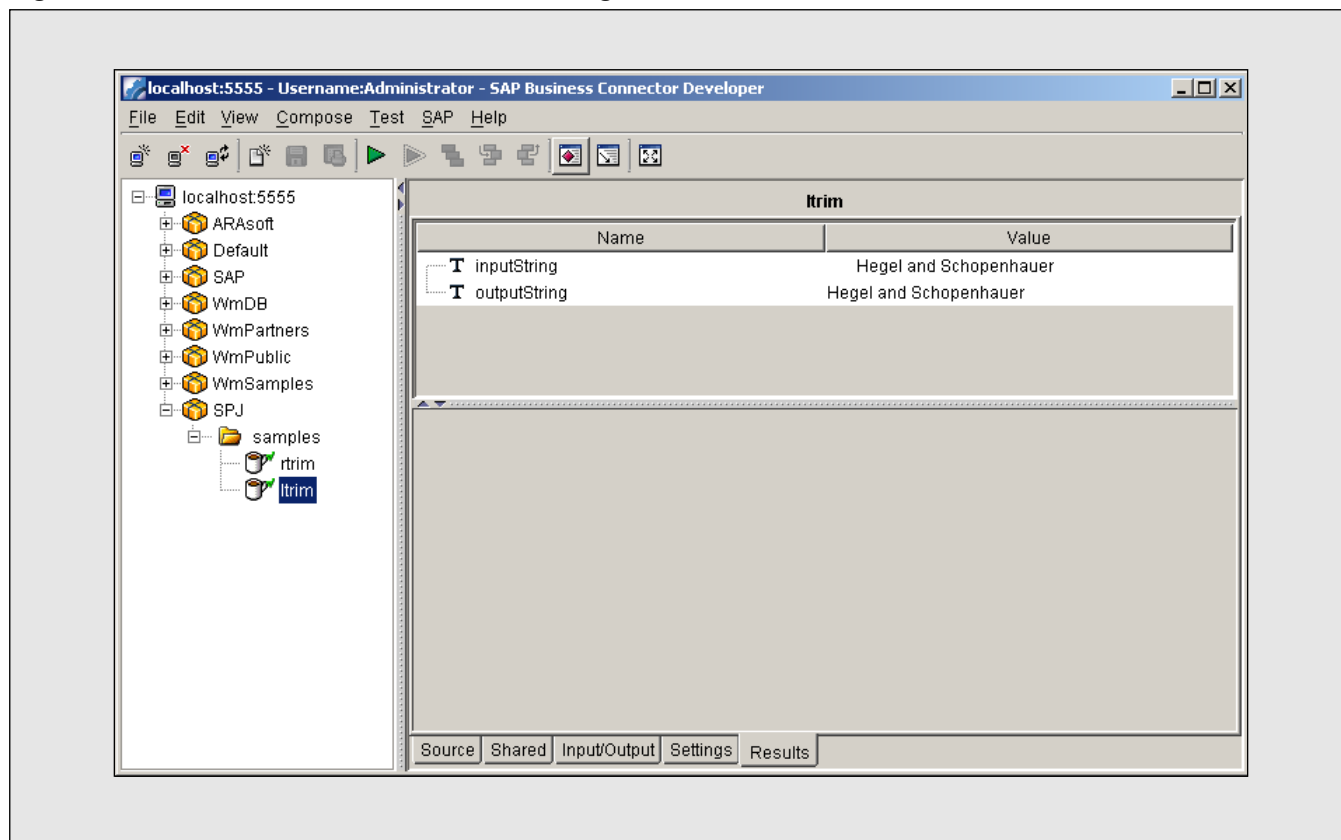 localhost:5555 - Username:Administrator - SAP Business Connector Developer
File Edit View Compose Test SAP Help
localhost:5555
ARAsoft
Default
SAP
WmDB
WmPartners
WmPublic
WmSamples
SPJ
samples
rtrim
ltrim
ltrim
Name Value
T inputString Hegel and Schopenhauer
T outputString Hegel and Schopenhauer
Source Shared Input/Output Settings Results